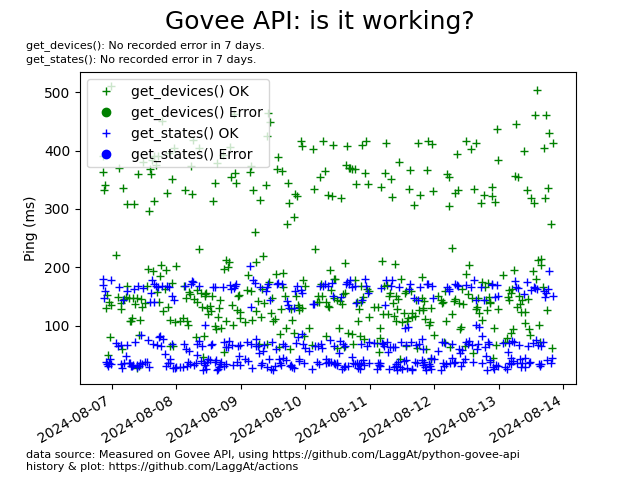 Govee API: is it working?
get_devices(): No recorded error in 7 days.
get_states(): No recorded error in 7 days.
get_devices() OK
get_devices() Error
get_states() OK
get_states() Error
Ping (ms)
500
400
300
200
100
2024-08-07
2024-08-08
2024-08-09
2024-08-10
2024-08-11
2024-08-12
2024-08-13
2024-08-14
data source: Measured on Govee API, using https://github.com/LaggAt/python-govee-api
history & plot: https://github.com/LaggAt/actions